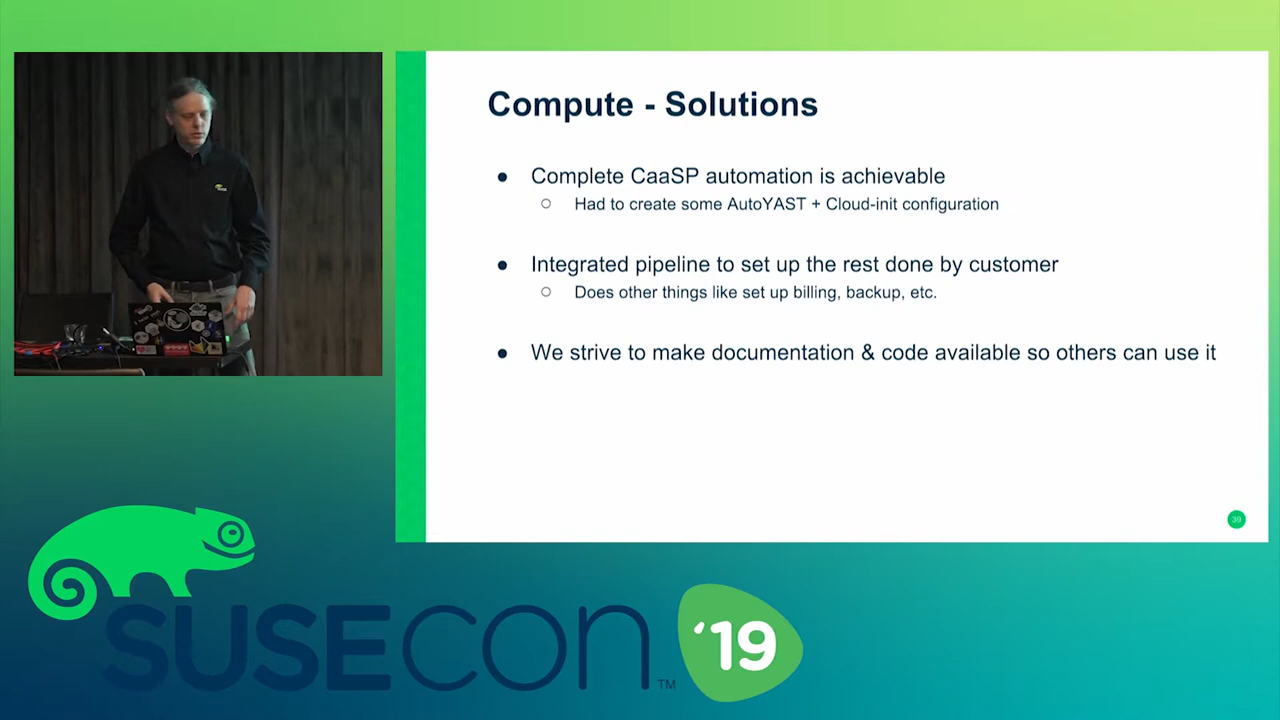 Compute - Solutions
● Complete CaaSP automation is achievable
○ Had to create some AutoYAST + Cloud-init configuration
● Integrated pipeline to set up the rest done by customer
○ Does other things like set up billing, backup, etc.
● We strive to make documentation & code available so others can use it
39
SUSECON ‘19
TM